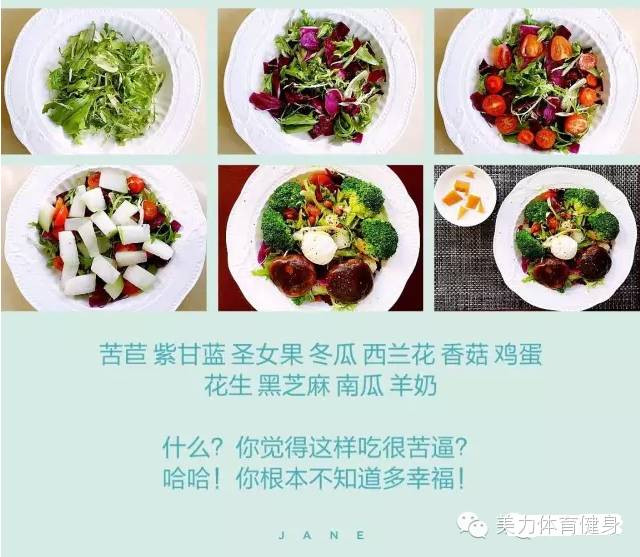 苦苣 紫甘蓝 圣女果 冬瓜 西兰花 香菇 鸡蛋
花生 黑芝麻 南瓜 羊奶
什么？你觉得这样吃很苦逼？
哈哈！你根本不知道多幸福！
JANE
美力体育健身